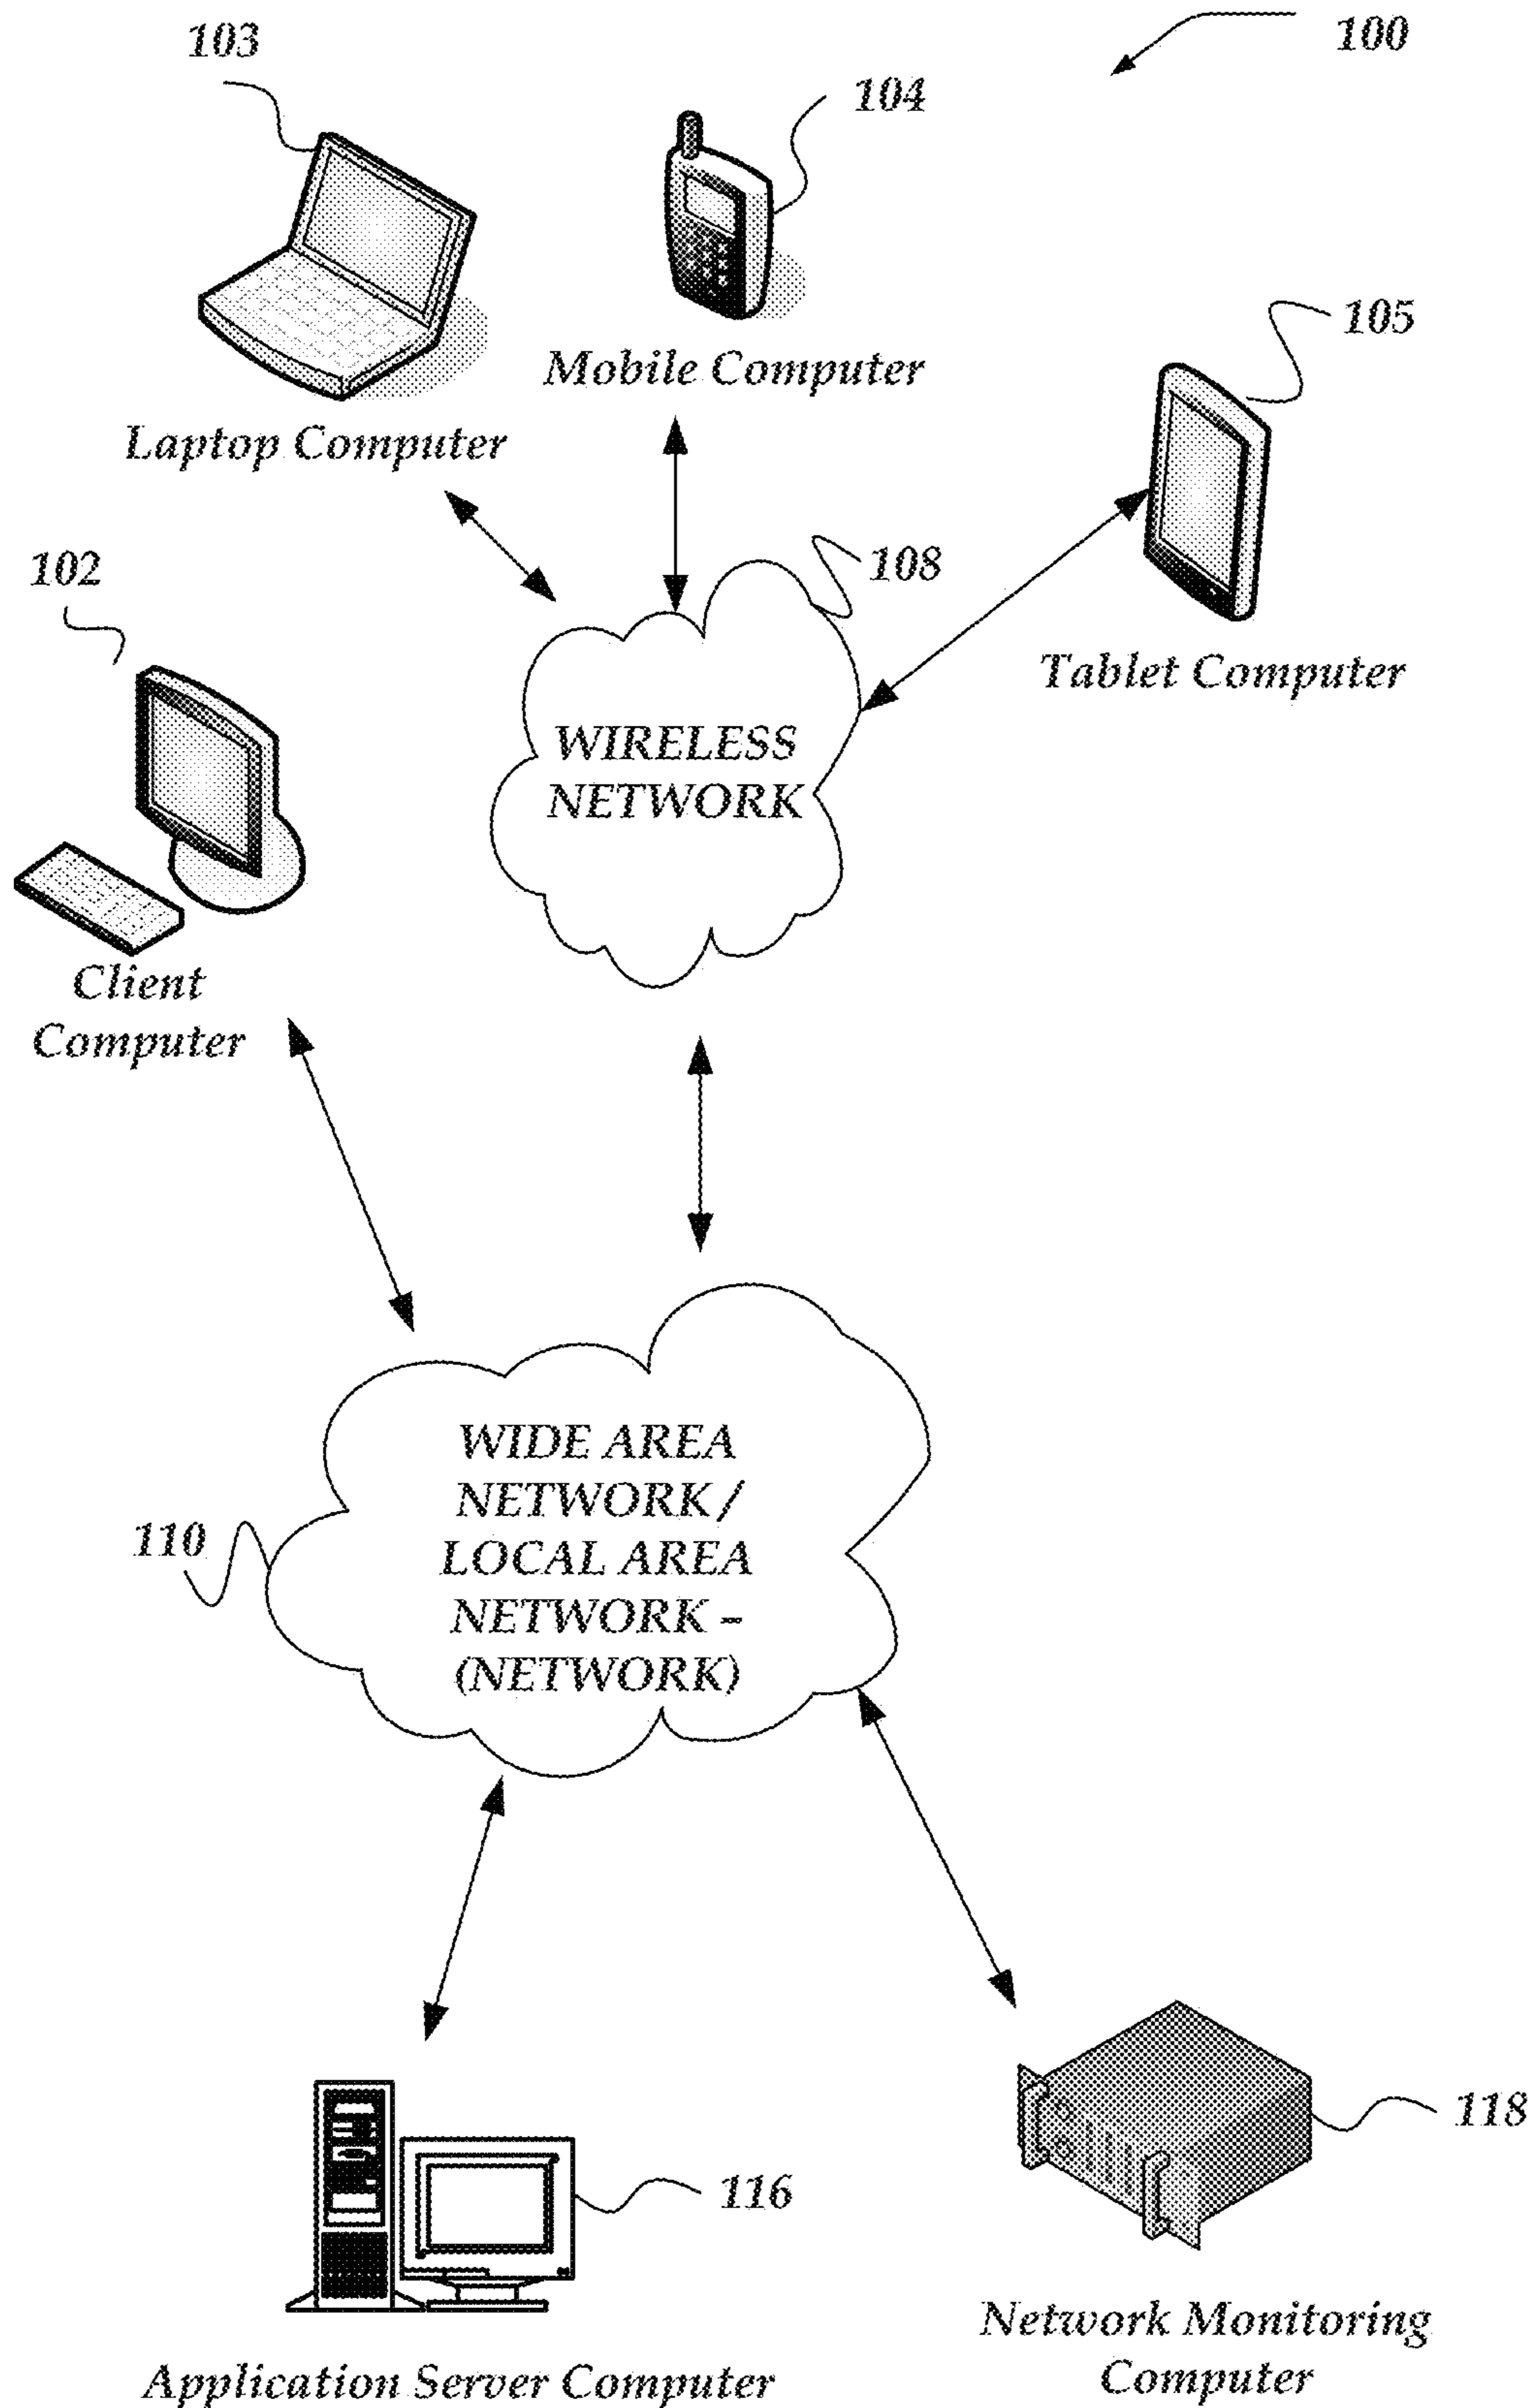 103
100
104
105
Mobile Computer
Laptop Computer
102
108
Tablet Computer
WIRELESS
NETWORK
Client
Computer
WIDE AREA
NETWORK /
LOCAL AREA
NETWORK –
(NETWORK)
110
118
116
Network Monitoring
Computer
Application Server Computer